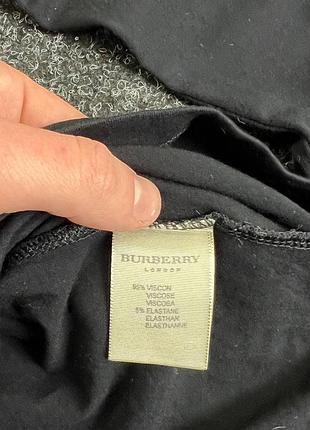 BURBERRY
LONDON
95% VISCON
VISCOSE
VISCOSA
5% ELASTANE
ELASTHAN
ELASTHANNE